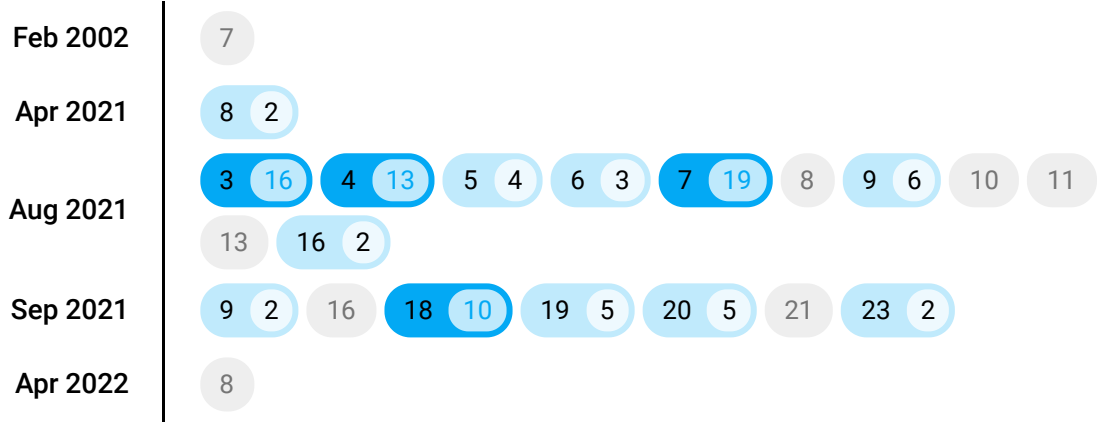 Feb 2002 7
Apr 2021 8 2
Aug 2021 3 16 4 13 5 4 6 3 7 19 8 9 6 10 11
13 16 2
Sep 2021 9 2 16 18 10 19 5 20 5 21 23 2
Apr 2022 8